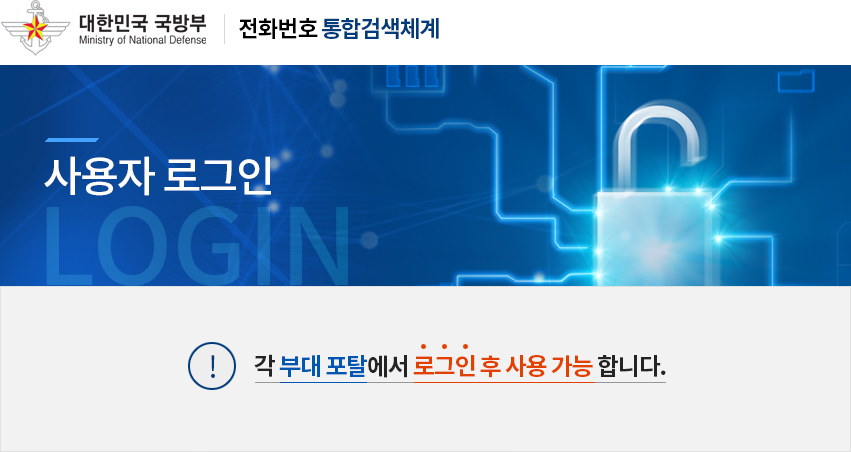 대한민국 국방부
Ministry of National Defense
전화번호 통합검색체계
사용자 로그인
LOGIN
! 각 부대 포탈에서 로그인 후 사용 가능 합니다.